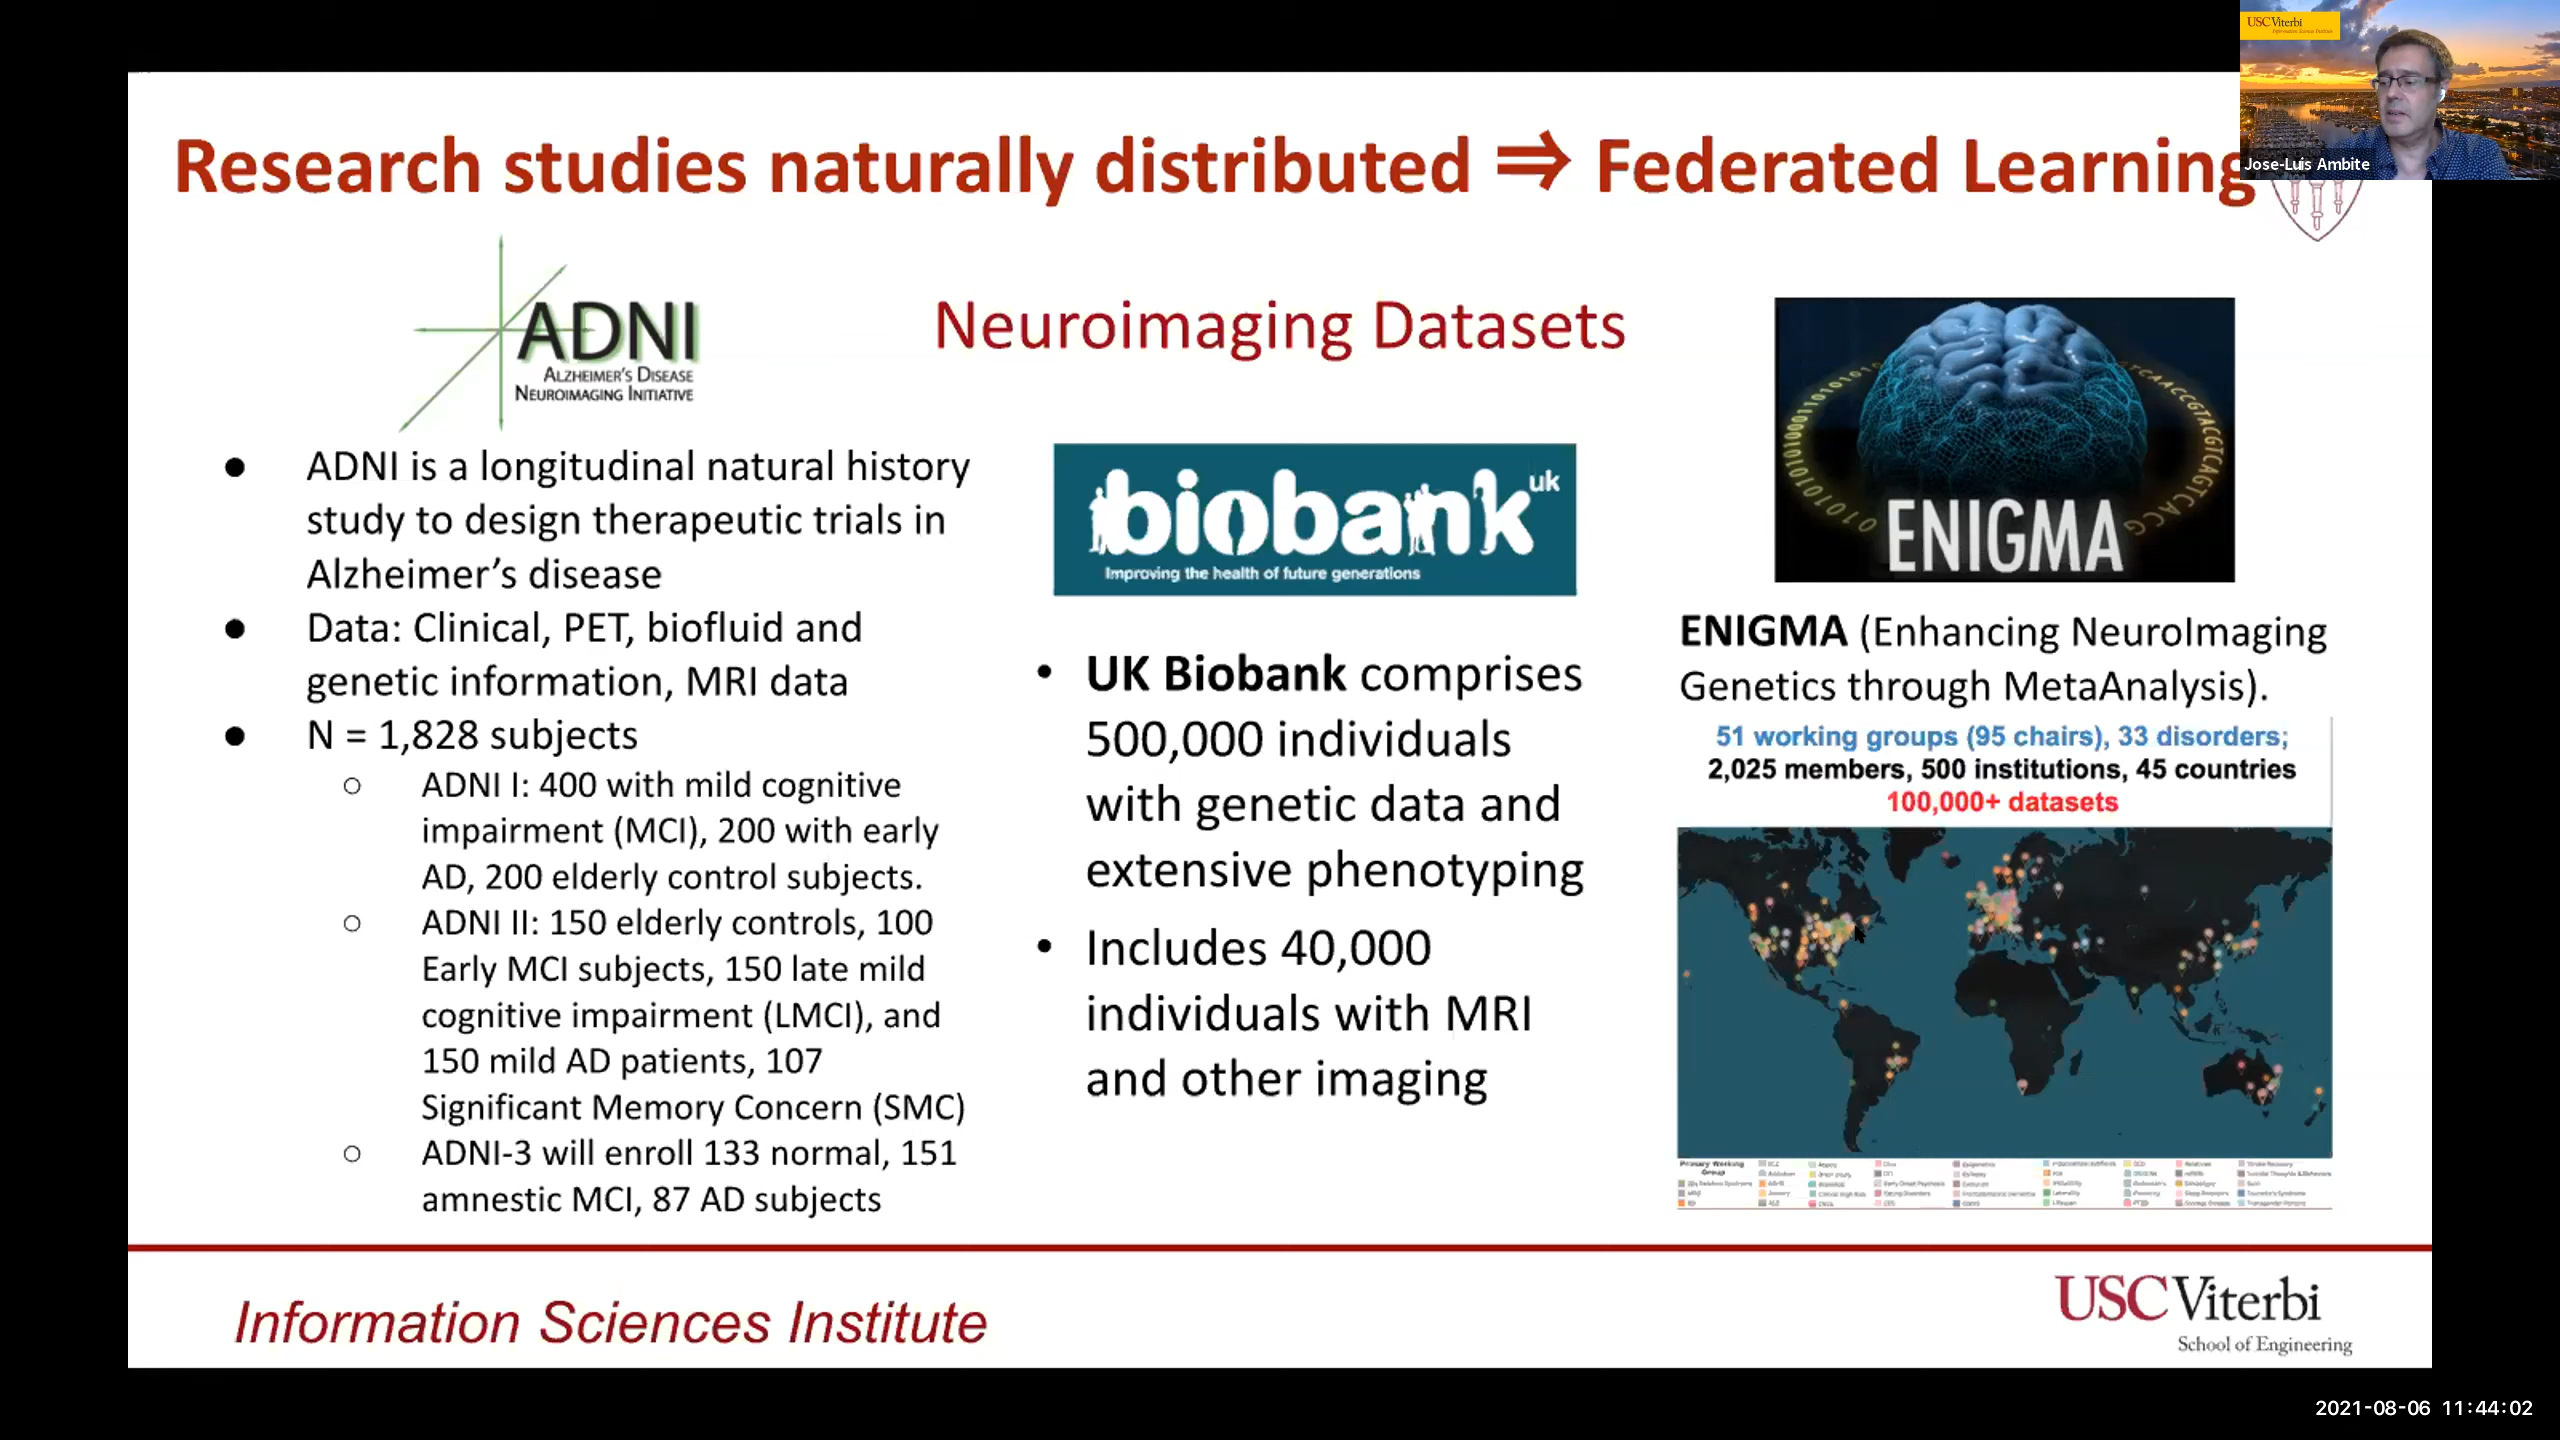 USC Viterbi
Information Sciences Institute
Jose-Luis Ambite
Research studies naturally distributed ⇒ Federated Learning
ADNI
ALZHEIMER'S DISEASE
NEUROIMAGING INITIATIVE
● ADNI is a longitudinal natural history
study to design therapeutic trials in
Alzheimer's disease
● Data: Clinical, PET, biofluid and
genetic information, MRI data
● N = 1,828 subjects
○ ADNI I: 400 with mild cognitive
impairment (MCI), 200 with early
AD, 200 elderly control subjects.
○ ADNI II: 150 elderly controls, 100
Early MCI subjects, 150 late mild
cognitive impairment (LMCI), and
150 mild AD patients, 107
Significant Memory Concern (SMC)
○ ADNI-3 will enroll 133 normal, 151
amnestic MCI, 87 AD subjects
Neuroimaging Datasets
biobank uk
Improving the health of future generations
• UK Biobank comprises
500,000 individuals
with genetic data and
extensive phenotyping
• Includes 40,000
individuals with MRI
and other imaging
ENIGMA
ENIGMA (Enhancing NeuroImaging
Genetics through MetaAnalysis).
51 working groups (95 chairs), 33 disorders;
2,025 members, 500 institutions, 45 countries
100,000+ datasets
Primary Working
Group
Information Sciences Institute
USC Viterbi
School of Engineering
2021-08-06 11:44:02